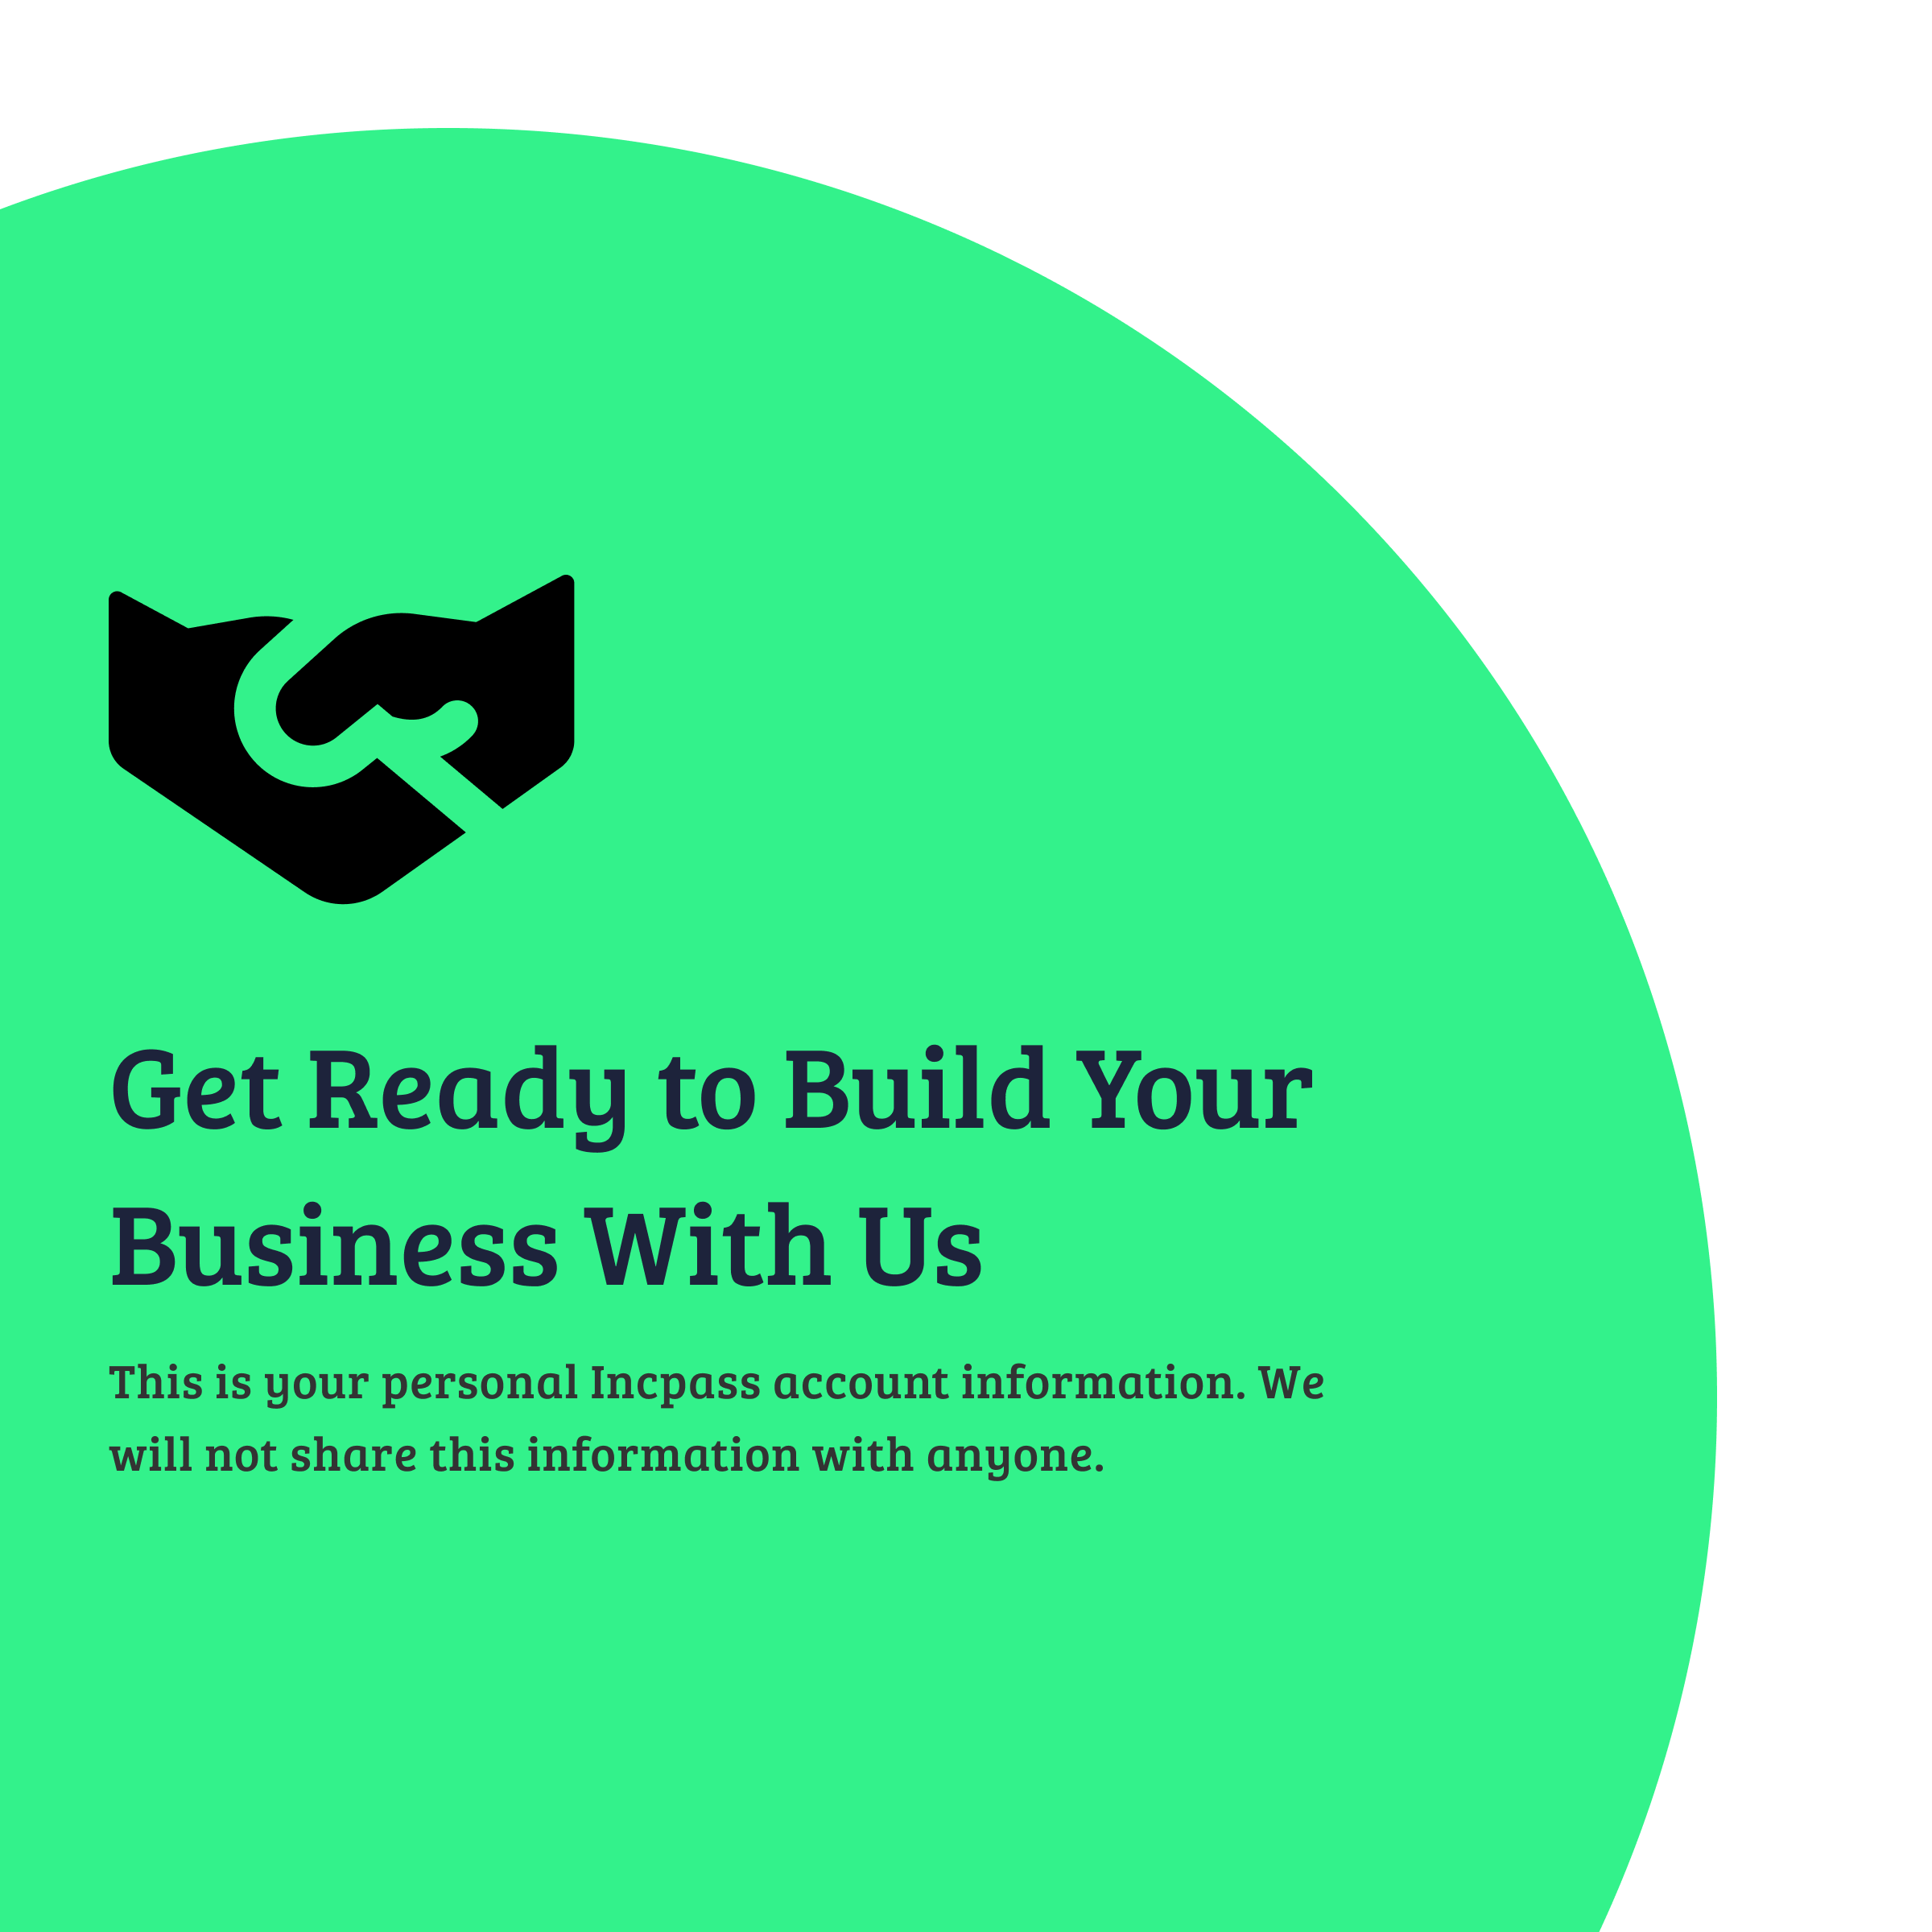 Get Ready to Build Your
Business With Us
This is your personal Incpass account information. We
will not share this information with anyone.